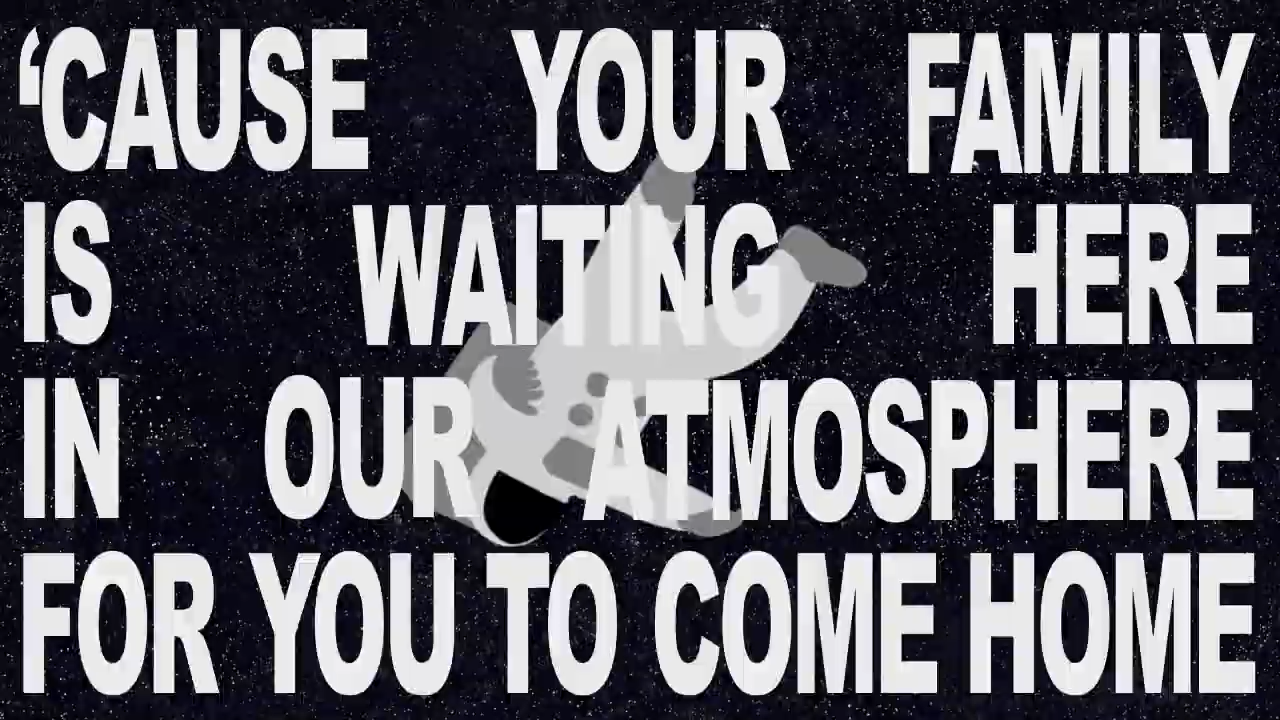 ‘CAUSE YOUR FAMILY
IS WAITING HERE
IN OUR ATMOSPHERE
FOR YOU TO COME HOME